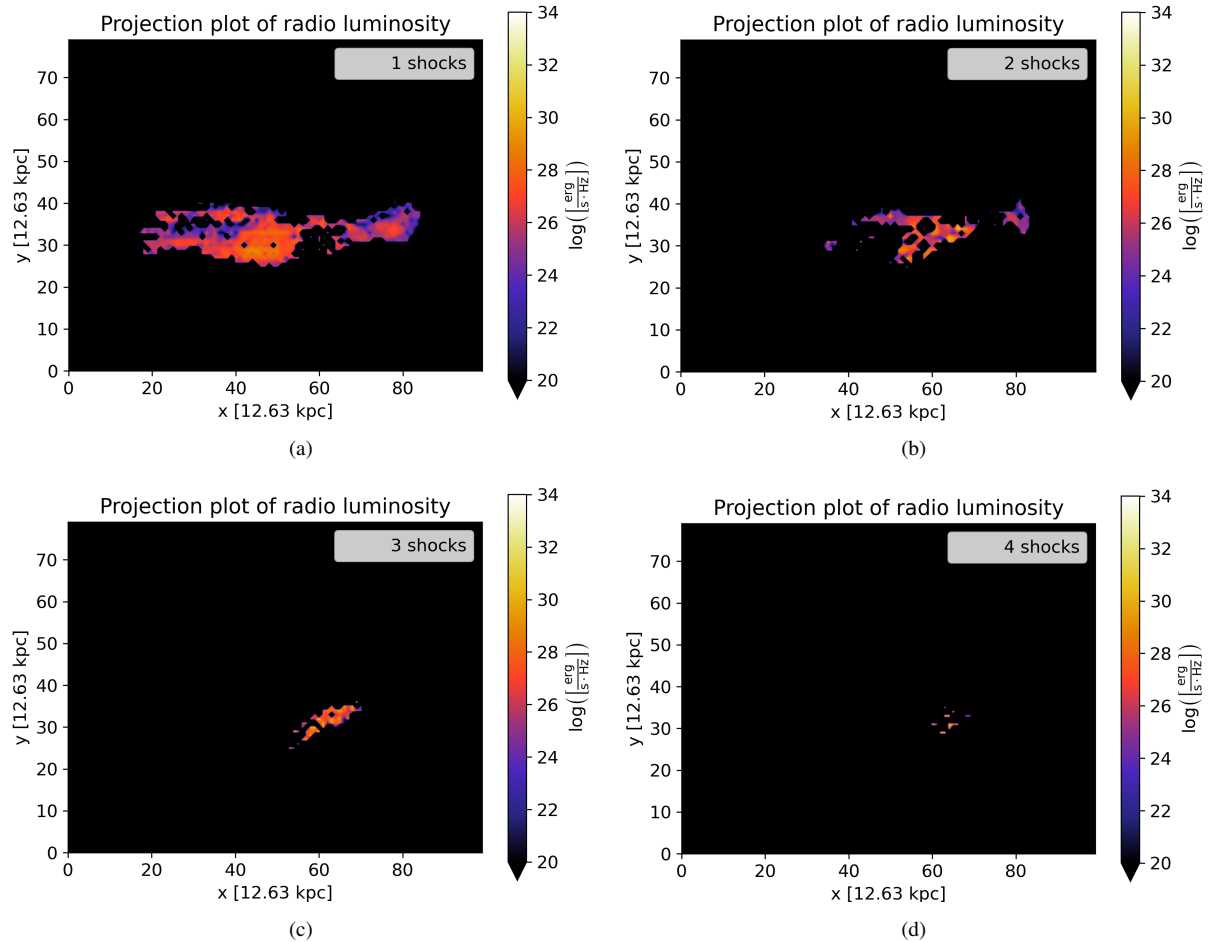 Projection plot of radio luminosity
1 shocks
70
60
50
40
30
20
10
0
0 20 40 60 80
x [12.63 kpc]
y [12.63 kpc]
34
32
30
28
26
24
22
20
log([erg/s·Hz])
(a)
Projection plot of radio luminosity
2 shocks
70
60
50
40
30
20
10
0
0 20 40 60 80
x [12.63 kpc]
y [12.63 kpc]
34
32
30
28
26
24
22
20
log([erg/s·Hz])
(b)
Projection plot of radio luminosity
3 shocks
70
60
50
40
30
20
10
0
0 20 40 60 80
x [12.63 kpc]
y [12.63 kpc]
34
32
30
28
26
24
22
20
log([erg/s·Hz])
(c)
Projection plot of radio luminosity
4 shocks
70
60
50
40
30
20
10
0
0 20 40 60 80
x [12.63 kpc]
y [12.63 kpc]
34
32
30
28
26
24
22
20
log([erg/s·Hz])
(d)